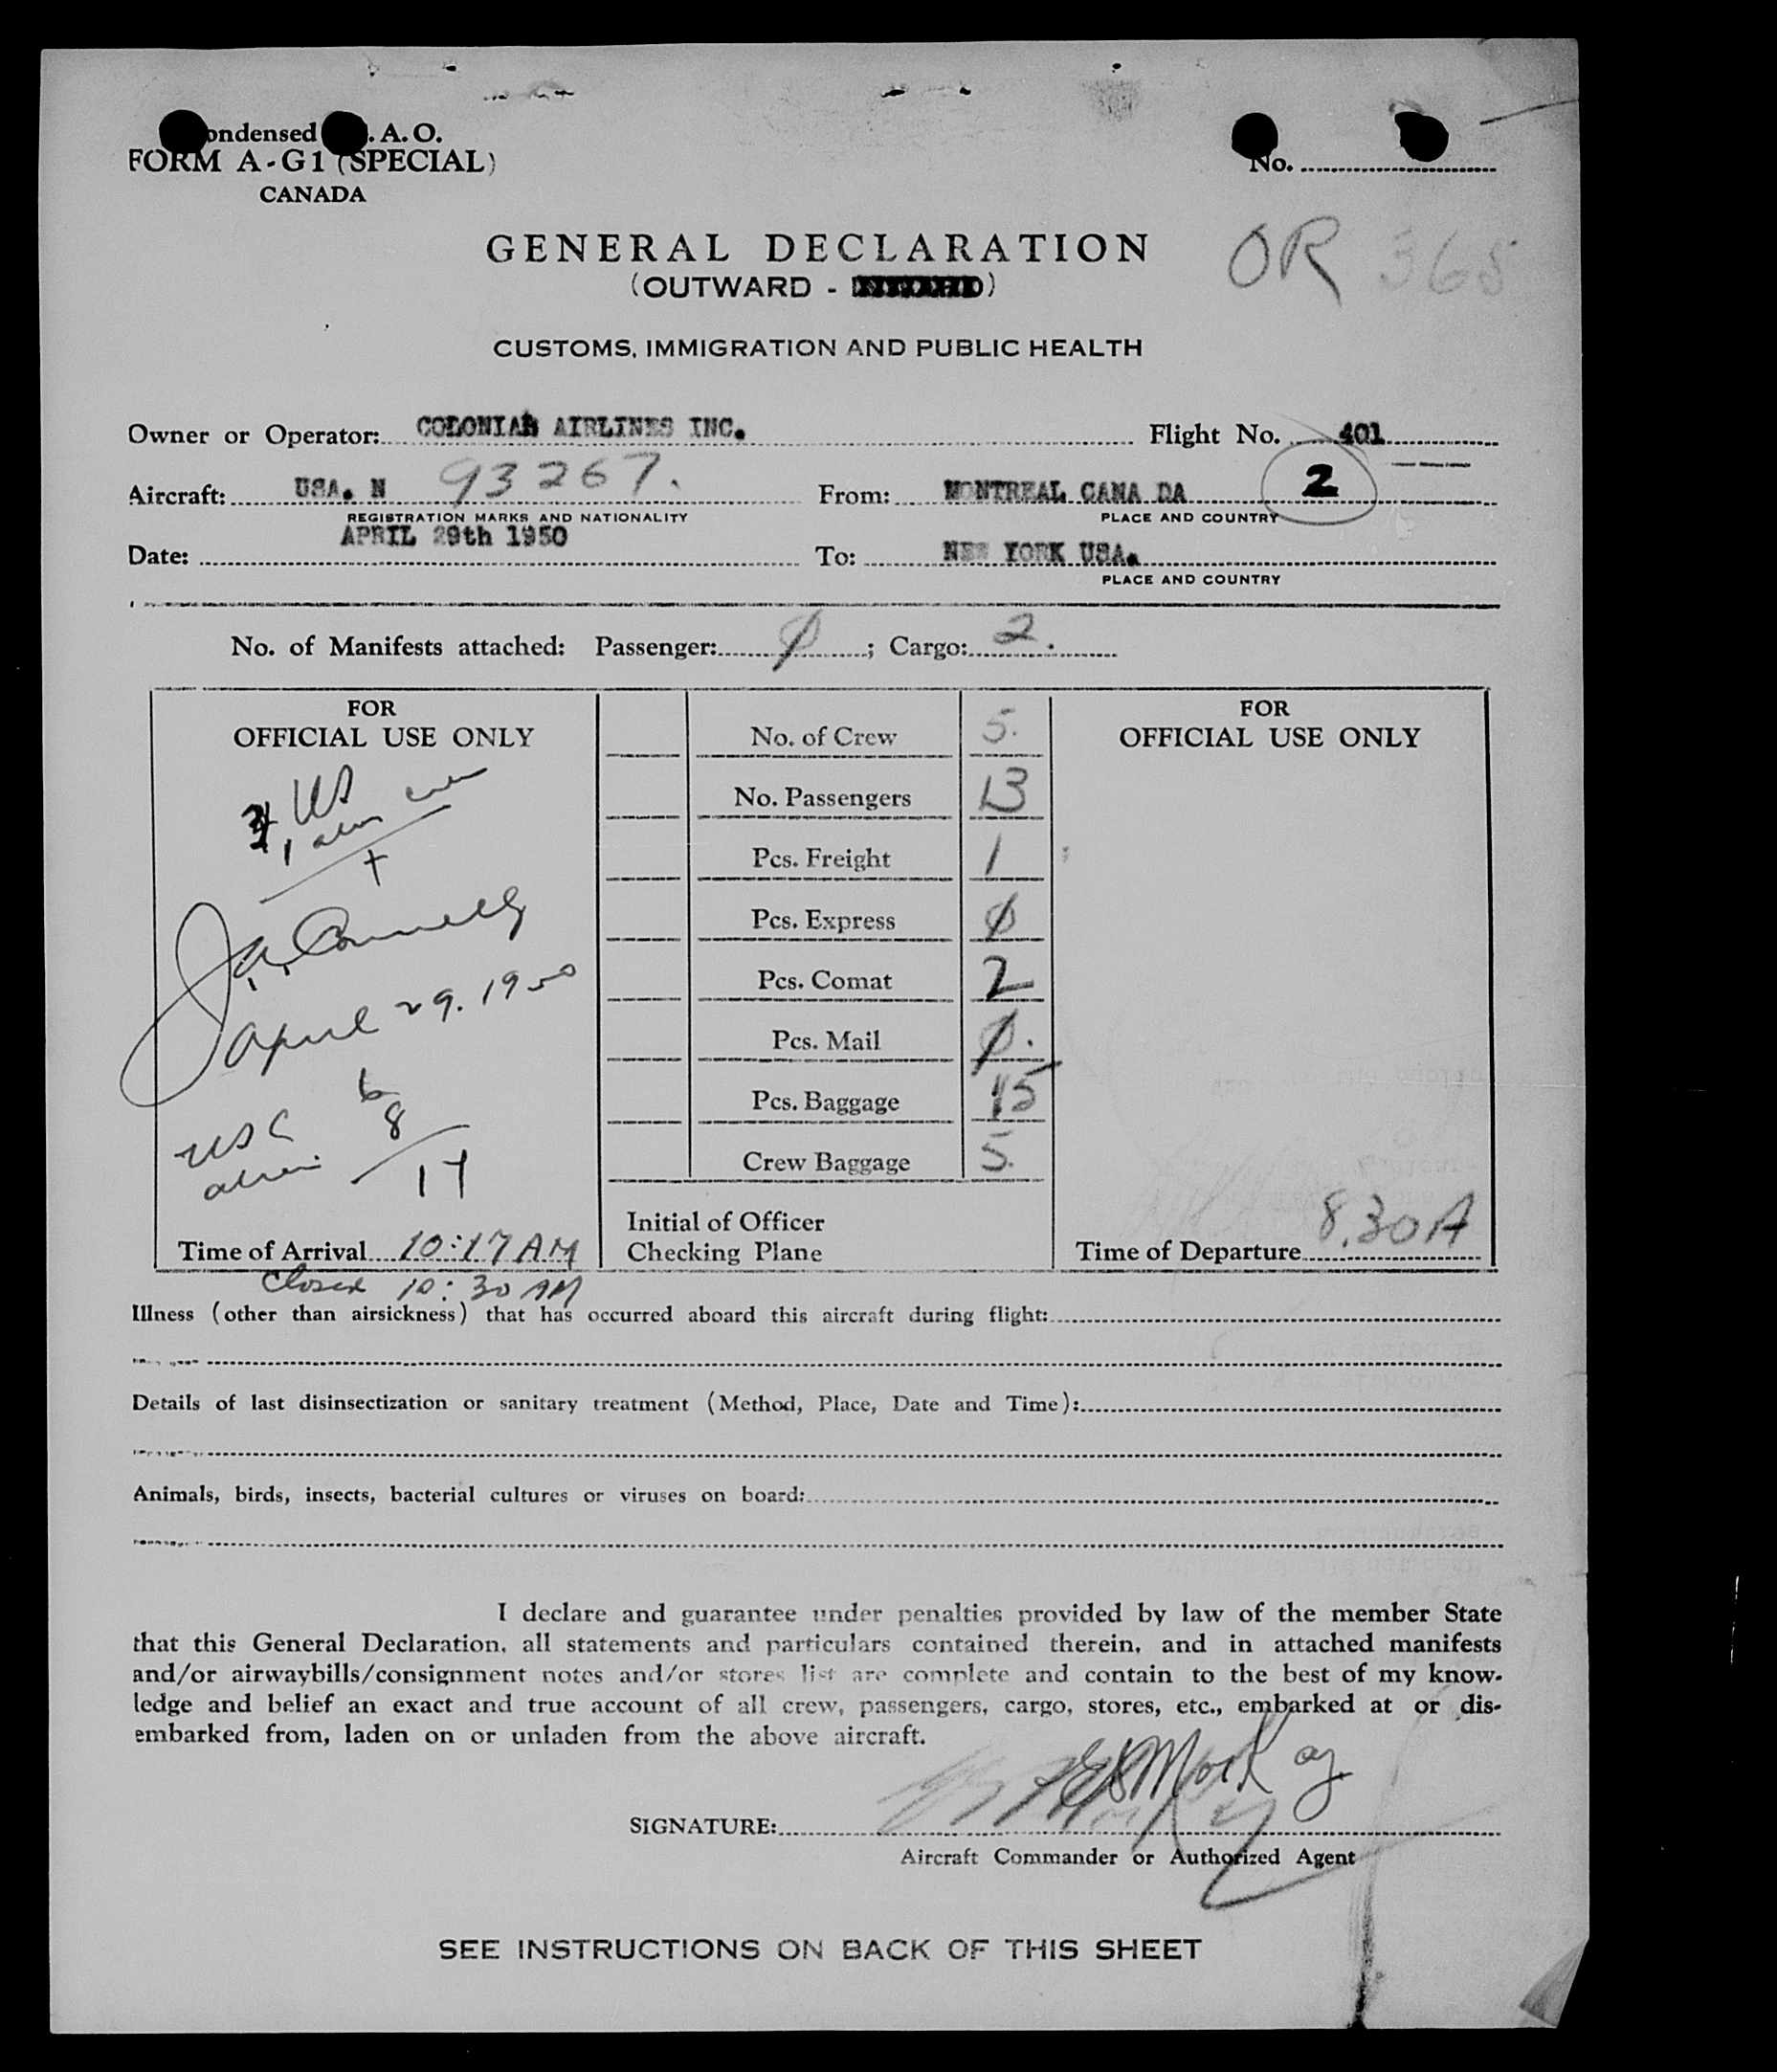 ondensed . A. O.
FORM A-G1 (SPECIAL)
CANADA
No.
OR 365
GENERAL DECLARATION
(OUTWARD - )
CUSTOMS, IMMIGRATION AND PUBLIC HEALTH
Owner or Operator: COLONIAL AIRLINES INC. Flight No. 401
Aircraft: USA. N 93267. From: MONTREAL CANA DA 2
REGISTRATION MARKS AND NATIONALITY PLACE AND COUNTRY
Date: APRIL 29th 1950 To: NEW YORK USA.
PLACE AND COUNTRY
No. of Manifests attached: Passenger: ∅; Cargo: 2.
FOR
OFFICIAL USE ONLY
US crew
1 alien
April 29. 1950
USC 6
alien 8
14
Time of Arrival 10:17 AM
Closed 10:30 AM
No. of Crew 5.
No. Passengers 13
Pcs. Freight 1
Pcs. Express ∅
Pcs. Comat 2
Pcs. Mail ∅.
Pcs. Baggage 15
Crew Baggage 5.
Initial of Officer
Checking Plane
FOR
OFFICIAL USE ONLY
Time of Departure 8.30 A
Illness (other than airsickness) that has occurred aboard this aircraft during flight:
Details of last disinsectization or sanitary treatment (Method, Place, Date and Time):
Animals, birds, insects, bacterial cultures or viruses on board:
I declare and guarantee under penalties provided by law of the member State
that this General Declaration, all statements and particulars contained therein, and in attached manifests
and/or airwaybills/consignment notes and/or stores list are complete and contain to the best of my know-
ledge and belief an exact and true account of all crew, passengers, cargo, stores, etc., embarked at or dis-
embarked from, laden on or unladen from the above aircraft.
SIGNATURE:
Aircraft Commander or Authorized Agent
SEE INSTRUCTIONS ON BACK OF THIS SHEET